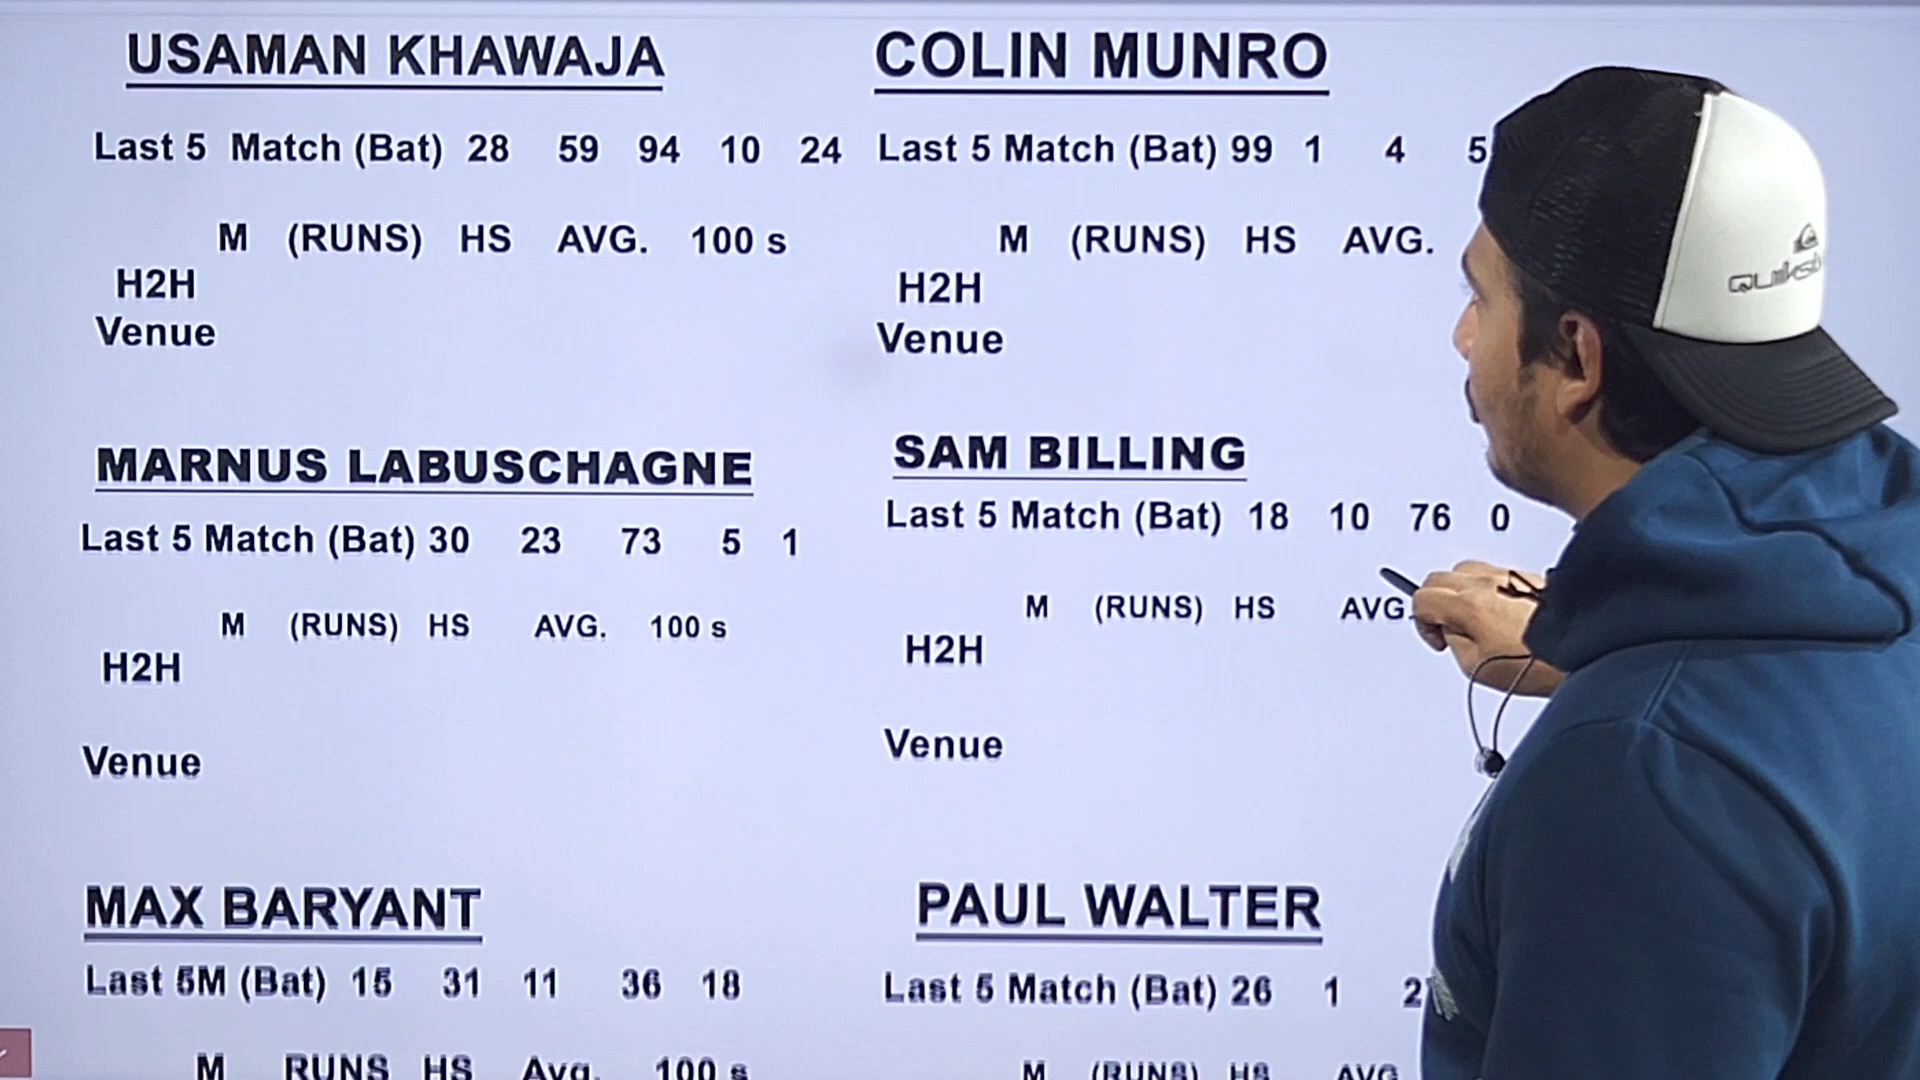 USAMAN KHAWAJA
Last 5 Match (Bat) 28 59 94 10 24
M (RUNS) HS AVG. 100 s
H2H
Venue
COLIN MUNRO
Last 5 Match (Bat) 99 1 4 5
M (RUNS) HS AVG.
H2H
Venue
MARNUS LABUSCHAGNE
Last 5 Match (Bat) 30 23 73 5 1
M (RUNS) HS AVG. 100 s
H2H
Venue
SAM BILLING
Last 5 Match (Bat) 18 10 76 0
M (RUNS) HS AVG.
H2H
Venue
MAX BARYANT
Last 5M (Bat) 15 31 11 36 18
M RUNS HS Avg. 100 s
PAUL WALTER
Last 5 Match (Bat) 26 1
M (RUNS) HS AVG